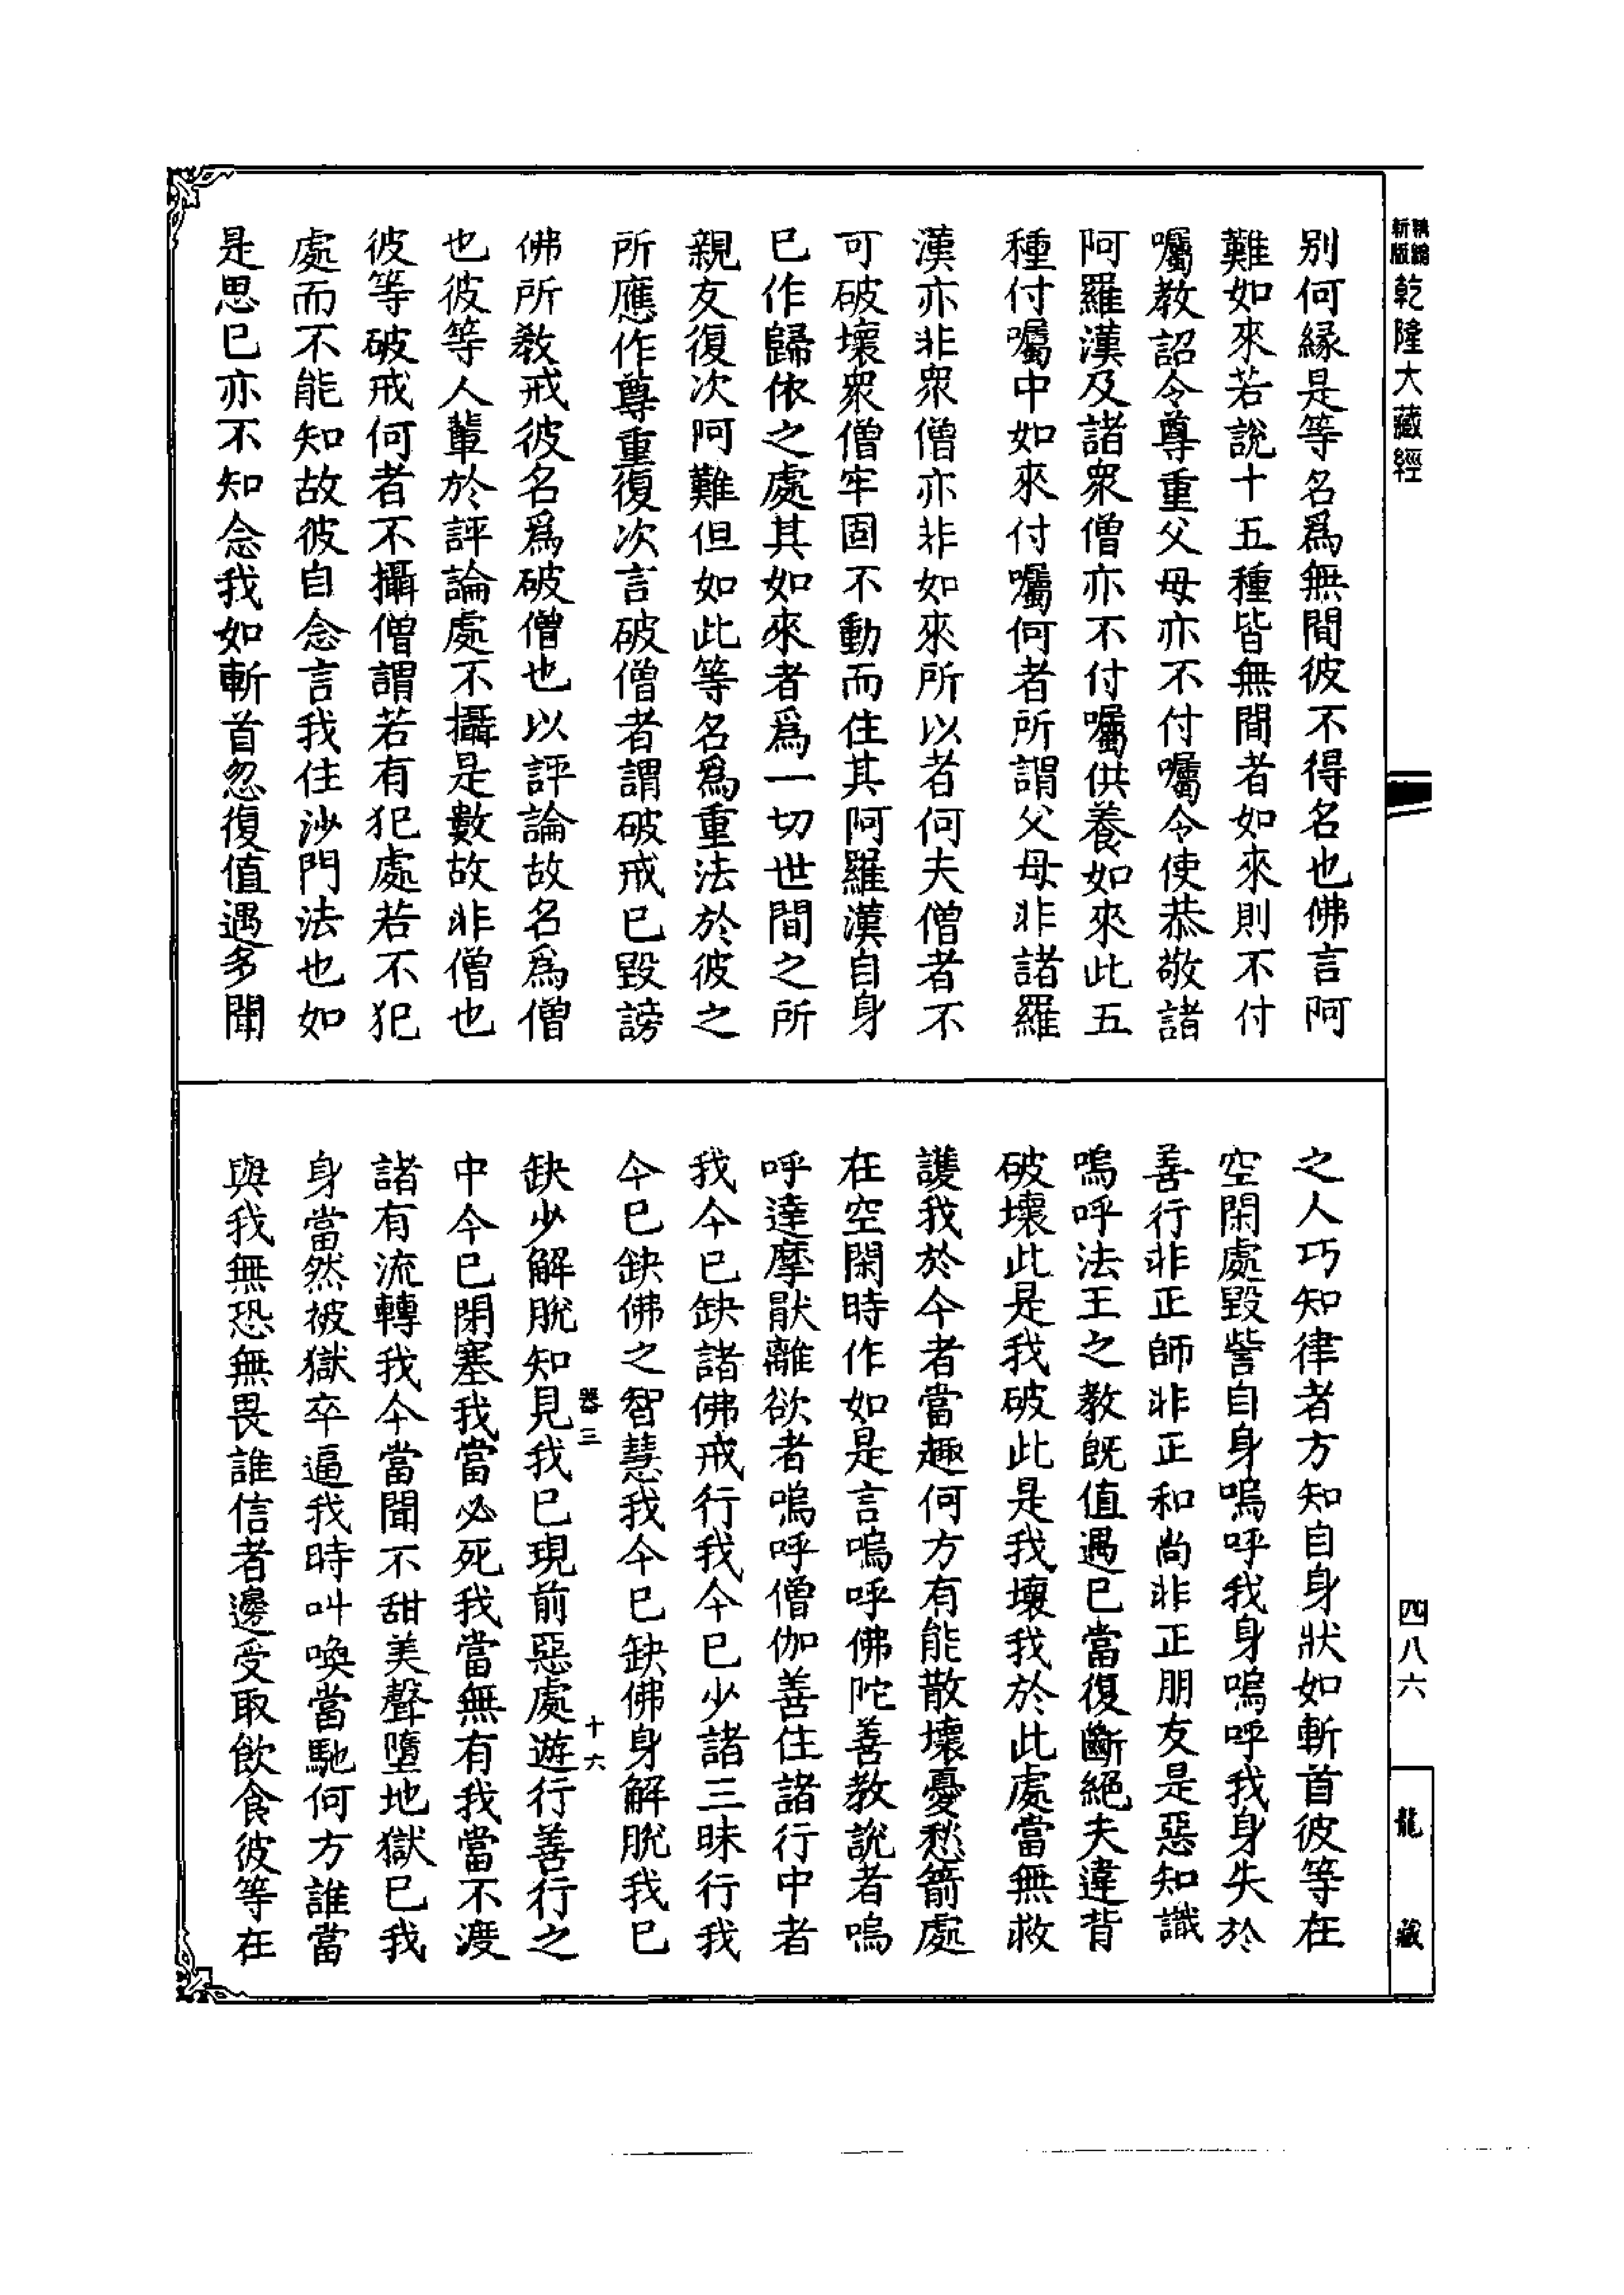 精編新版乾隆大藏經
别何縁是等名爲無間彼不得名也佛言阿
難如來若説十五種皆無間者如來則不付
囑教詔令尊重父母亦不付囑令使恭敬諸
阿羅漢及諸衆僧亦不付囑供養如來此五
種付囑中如來付囑何者所謂父母非諸羅
漢亦非衆僧亦非如來所以者何夫僧者不
可破壞衆僧牢固不動而住其阿羅漢自身
已作歸依之處其如來者爲一切世間之所
親友復次阿難但如此等名爲重法於彼之
所應作尊重復次言破僧者謂破戒已毀謗
佛所教戒彼名爲破僧也以評論故名爲僧
也彼等人輩於評論處不攝是數故非僧也
彼等破戒何者不攝僧謂若有犯處若不犯
處而不能知故彼自念言我住沙門法也如
是思已亦不知念我如斬首忽復值遇多聞
之人巧知律者方知自身狀如斬首彼等在
空閑處毀訾自身嗚呼我身嗚呼我身失於
善行非正師非正和尚非正朋友是惡知識
嗚呼法王之教既值遇已當復斷絕夫違背
破壞此是我破此是我壞我於此處當無救
護我於今者當趣何方有能散壞憂愁箭處
在空閑時作如是言嗚呼佛陀善教説者嗚
呼達摩猒離欲者嗚呼僧伽善住諸行中者
我今已缺諸佛戒行我今已少諸三昧行我
今已缺佛之智慧我今已缺佛身解脫我已
器三 十六
缺少解脫知見我已現前惡處遊行善行之
中今已閉塞我當必死我當無有我當不渡
諸有流轉我今當聞不甜美聲墮地獄已我
身當然被獄卒逼我時叫喚當馳何方誰當
與我無恐無畏誰信者邊受取飲食彼等在
四八六
龍藏